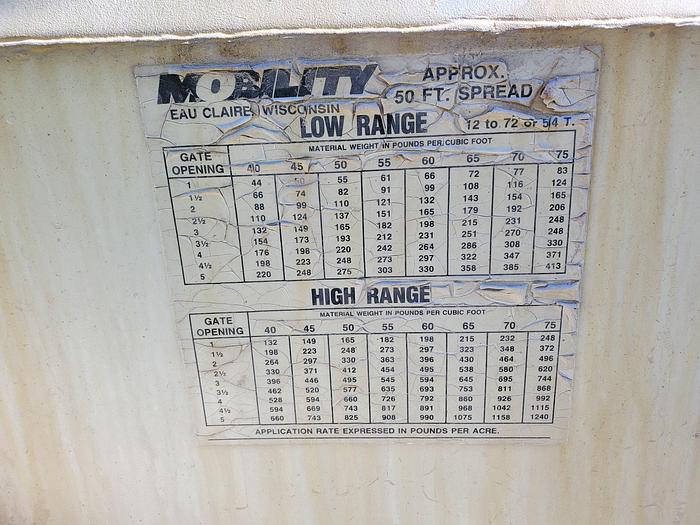 MOBILITY
APPROX.
50 FT. SPREAD
EAU CLAIRE, WISCONSIN
LOW RANGE
12 to 72 or 54 T.
MATERIAL WEIGHT IN POUNDS PER CUBIC FOOT
GATE OPENING 40 45 50 55 60 65 70 75
1 44 50 55 61 66 72 77 83
1½ 66 74 82 91 99 108 116 124
2 88 99 110 121 132 143 154 165
2½ 110 124 137 151 165 179 192 206
3 132 149 165 182 198 215 231 248
3½ 154 173 193 212 231 251 270 248
4 176 198 220 242 264 286 308 330
4½ 198 223 248 273 297 322 347 371
5 220 248 275 303 330 358 385 413
HIGH RANGE
MATERIAL WEIGHT IN POUNDS PER CUBIC FOOT
GATE OPENING 40 45 50 55 60 65 70 75
1 132 149 165 182 198 215 232 248
1½ 198 223 248 273 297 323 348 372
2 264 297 330 363 396 430 464 496
2½ 330 371 412 454 495 538 580 620
3 396 446 495 545 594 645 695 744
3½ 462 520 577 635 693 753 811 868
4 528 594 660 726 792 860 926 992
4½ 594 669 743 817 891 968 1042 1115
5 660 743 825 908 990 1075 1158 1240
APPLICATION RATE EXPRESSED IN POUNDS PER ACRE.